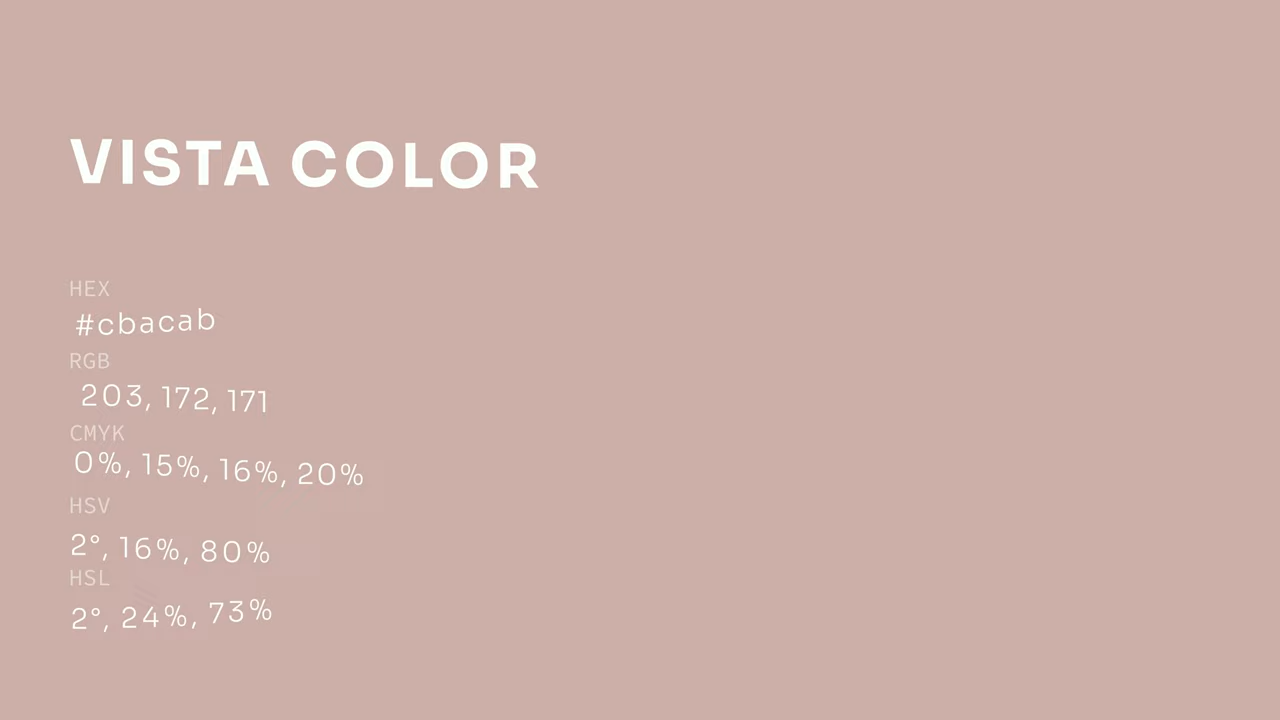 VISTA COLOR
HEX
#cbacab
RGB
203, 172, 171
CMYK
0%, 15%, 16%, 20%
HSV
2°, 16%, 80%
HSL
2°, 24%, 73%